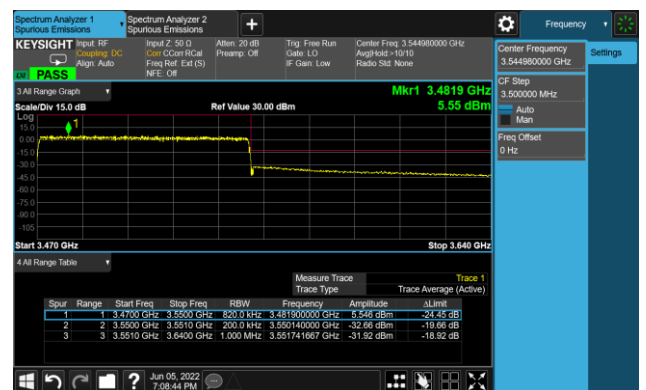 Spectrum Analyzer 1
Spurious Emissions
Spectrum Analyzer 2
Spurious Emissions
Frequency
KEYSIGHT
Input: RF
Coupling: DC
Align: Auto
Input Z: 50 Ω
Corr CCorr RCal
Freq Ref: Ext (S)
NFE: Off
Atten: 20 dB
Preamp: Off
Trig: Free Run
Gate: LO
IF Gain: Low
Center Freq: 3.544980000 GHz
Avg|Hold:>10/10
Radio Std: None
PASS
Center Frequency
3.544980000 GHz
Settings
CF Step
3.500000 MHz
Auto
Man
Freq Offset
0 Hz
3 All Range Graph
Mkr1 3.4819 GHz
Scale/Div 15.0 dB
Ref Value 30.00 dBm
5.55 dBm
Log
15.0
0.00
-15.0
-30.0
-45.0
-60.0
-75.0
-90.0
-105
1
Start 3.470 GHz
Stop 3.640 GHz
4 All Range Table
Measure Trace Trace 1
Trace Type Trace Average (Active)
Spur Range Start Freq Stop Freq RBW Frequency Amplitude ΔLimit
1 1 3.4700 GHz 3.5500 GHz 820.0 kHz 3.481900000 GHz 5.546 dBm -24.45 dB
2 2 3.5500 GHz 3.5510 GHz 200.0 kHz 3.550140000 GHz -32.66 dBm -19.66 dB
3 3 3.5510 GHz 3.6400 GHz 1.000 MHz 3.551741667 GHz -31.92 dBm -18.92 dB
Jun 05, 2022
7:08:44 PM